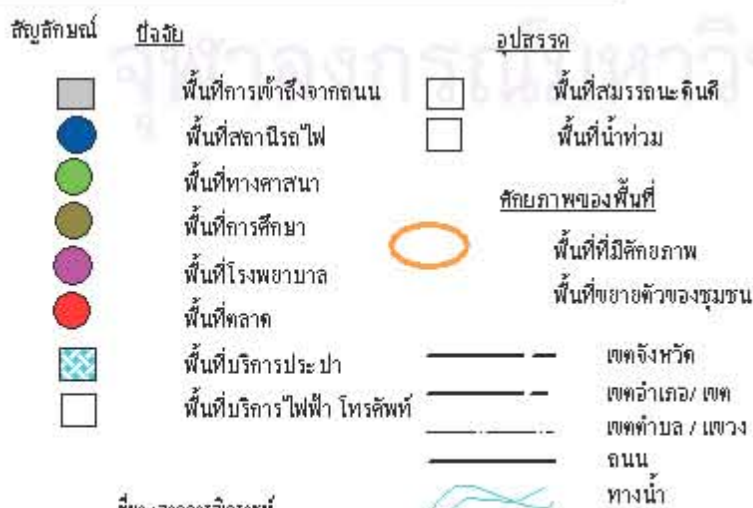 สัญลักษณ์
ปัจจัย
พื้นที่การเข้าถึงจากถนน
พื้นที่สถานีรถไฟ
พื้นที่ทางศาสนา
พื้นที่การศึกษา
พื้นที่โรงพยาบาล
พื้นที่ตลาด
พื้นที่บริการประปา
พื้นที่บริการไฟฟ้า โทรศัพท์
อุปสรรค
พื้นที่สมรรถนะดินดี
พื้นที่น้ำท่วม
ศักยภาพของพื้นที่
พื้นที่ที่มีศักยภาพ
พื้นที่ขยายตัวของชุมชน
เขตจังหวัด
เขตอำเภอ/ เขต
เขตตำบล / แขวง
ถนน
ทางน้ำ